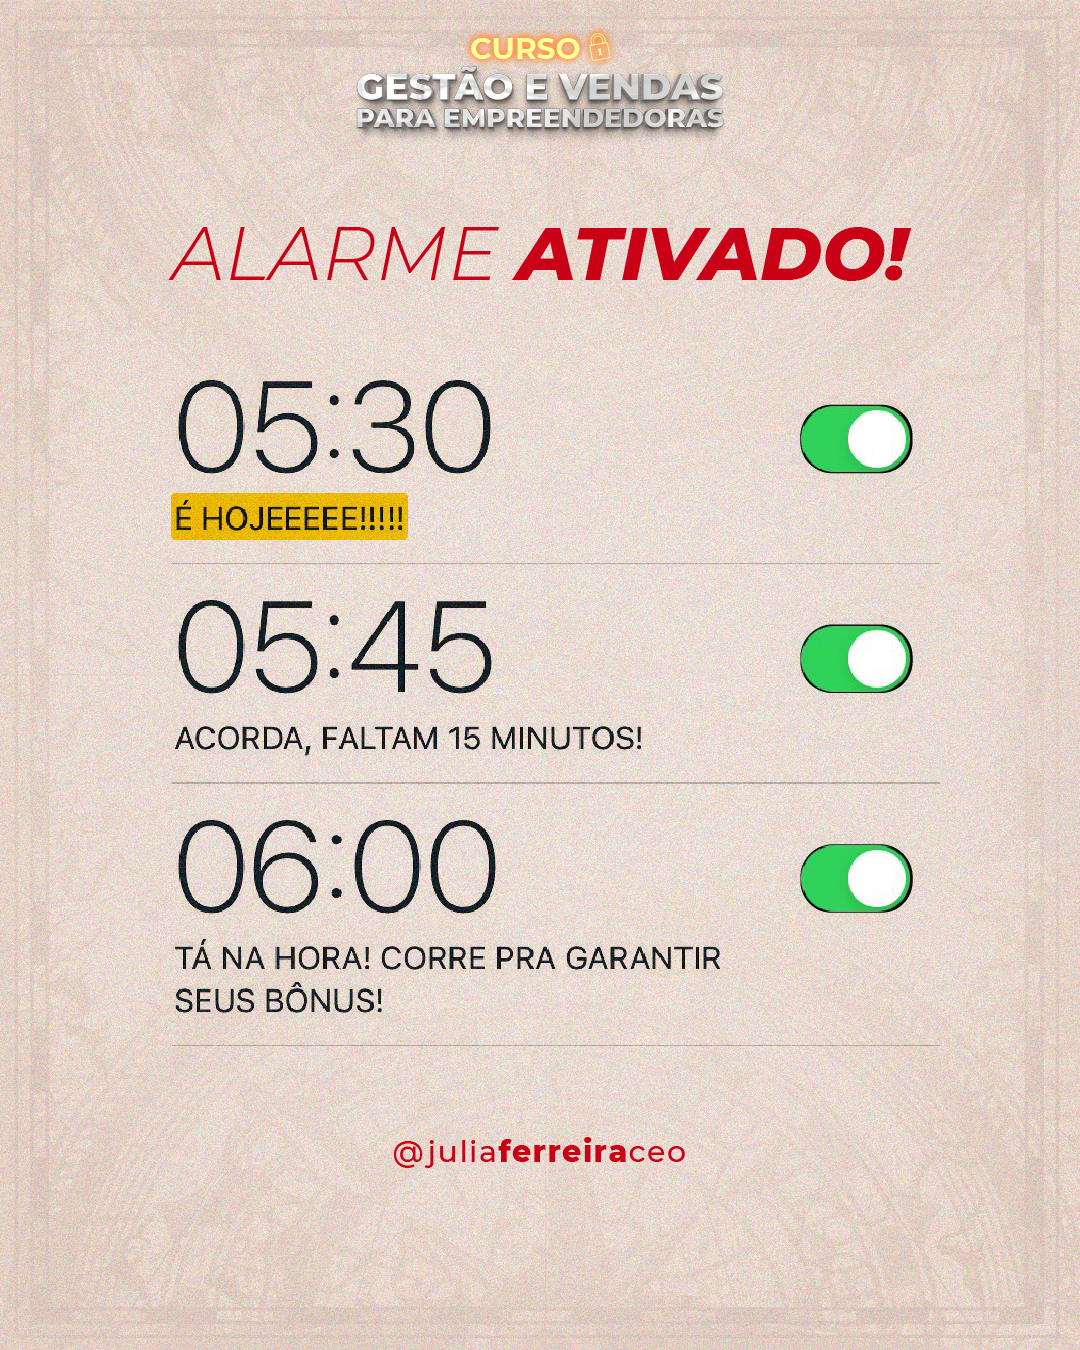 CURSO
GESTÃO E VENDAS
PARA EMPREENDEDORAS
ALARME ATIVADO!
05:30
É HOJEEEEE!!!!!
05:45
ACORDA, FALTAM 15 MINUTOS!
06:00
TÁ NA HORA! CORRE PRA GARANTIR
SEUS BÔNUS!
@juliaferreiraceo